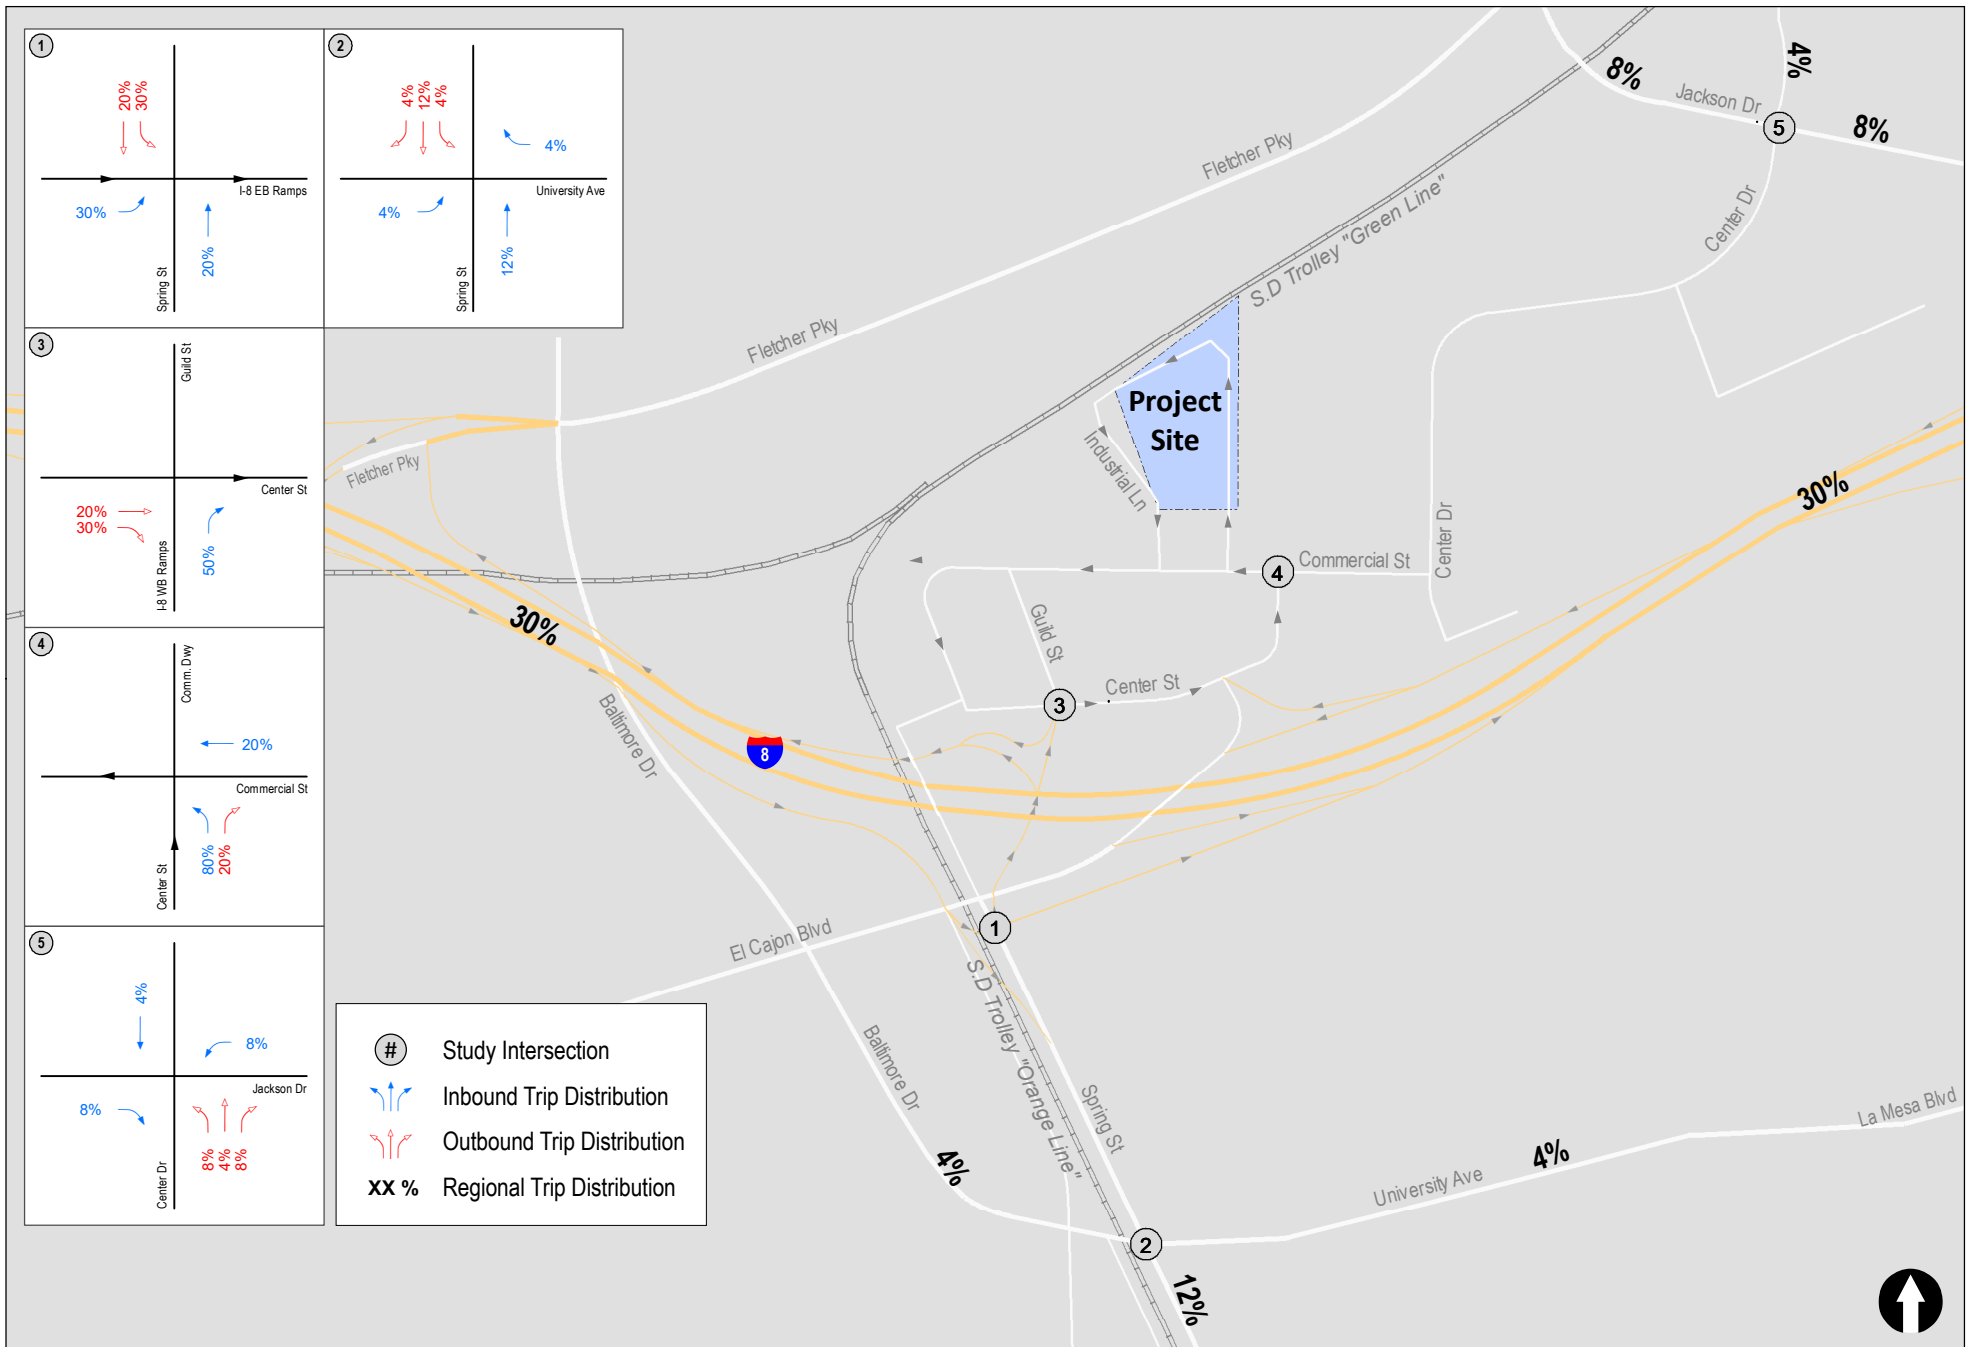 1
20%
30%
I-8 EB Ramps
30%
20%
Spring St
2
4%
12%
4%
4%
University Ave
4%
12%
Spring St
3
Guild St
Center St
20%
30%
50%
I-8 WB Ramps
4
Comm. Dwy
20%
Commercial St
80%
20%
Center St
5
4%
8%
Jackson Dr
8%
8%
4%
8%
Center Dr
# Study Intersection
Inbound Trip Distribution
Outbound Trip Distribution
XX % Regional Trip Distribution
8%
4%
Jackson Dr
5
8%
Fletcher Pky
S.D Trolley "Green Line"
Center Dr
Fletcher Pky
Project
Site
Fletcher Pky
Industrial Ln
30%
Center Dr
4
Commercial St
30%
Guild St
Center St
3
Baltimore Dr
8
1
El Cajon Blvd
S.D Trolley "Orange Line"
Baltimore Dr
Spring St
La Mesa Blvd
4%
4%
University Ave
2
12%